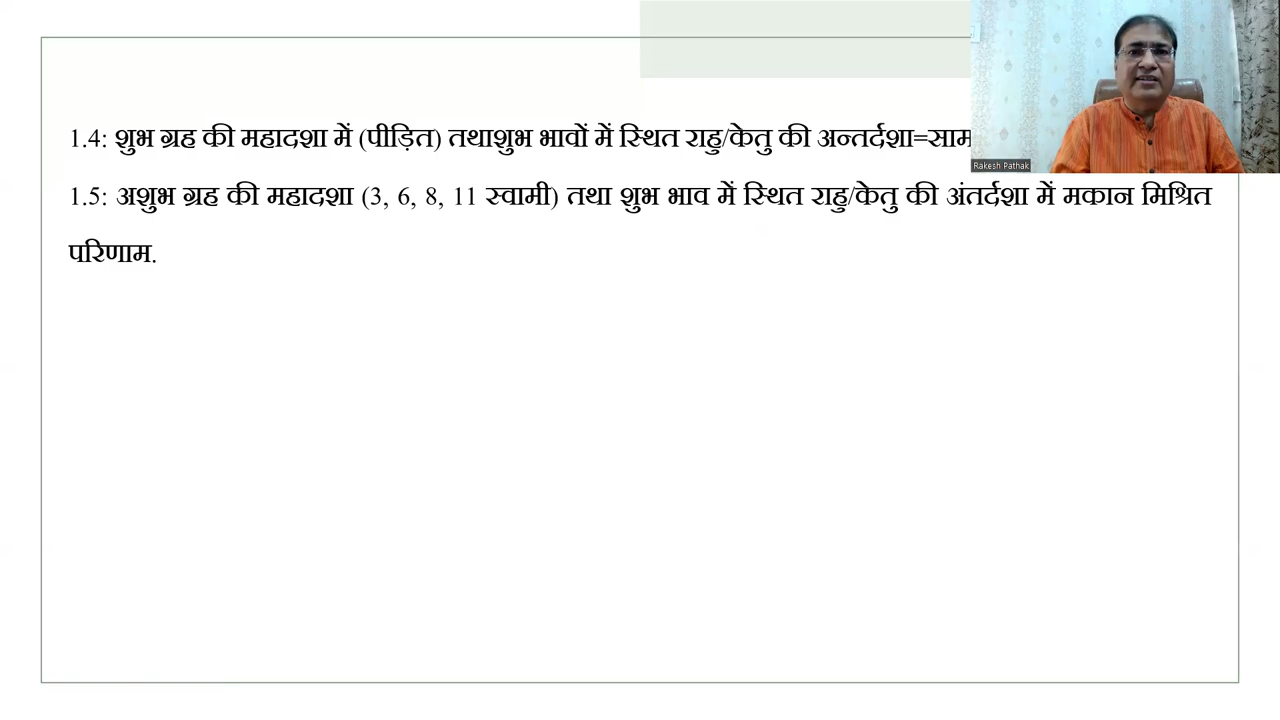 1.4: शुभ ग्रह की महादशा में (पीड़ित) तथाशुभ भावों में स्थित राहु/केतु की अन्तर्दशा=साम
Rakesh Pathak
1.5: अशुभ ग्रह की महादशा (3, 6, 8, 11 स्वामी) तथा शुभ भाव में स्थित राहु/केतु की अंतर्दशा में मकान मिश्रित
परिणाम.